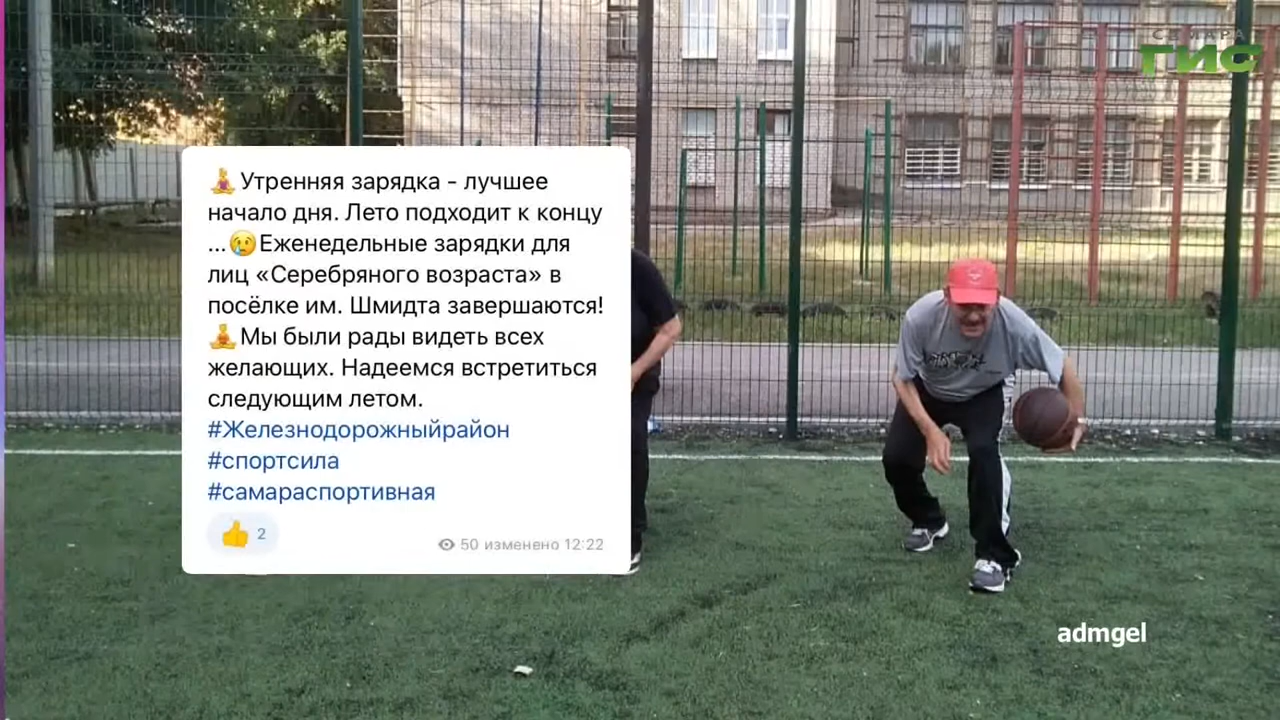 САМАРА
ГИС
🧘Утренняя зарядка - лучшее
начало дня. Лето подходит к концу
...😢Еженедельные зарядки для
лиц «Серебряного возраста» в
посёлке им. Шмидта завершаются!
🧘Мы были рады видеть всех
желающих. Надеемся встретиться
следующим летом.
#Железнодорожныйрайон
#спортсила
#самараспортивная
👍 2
50 изменено 12:22
admgel